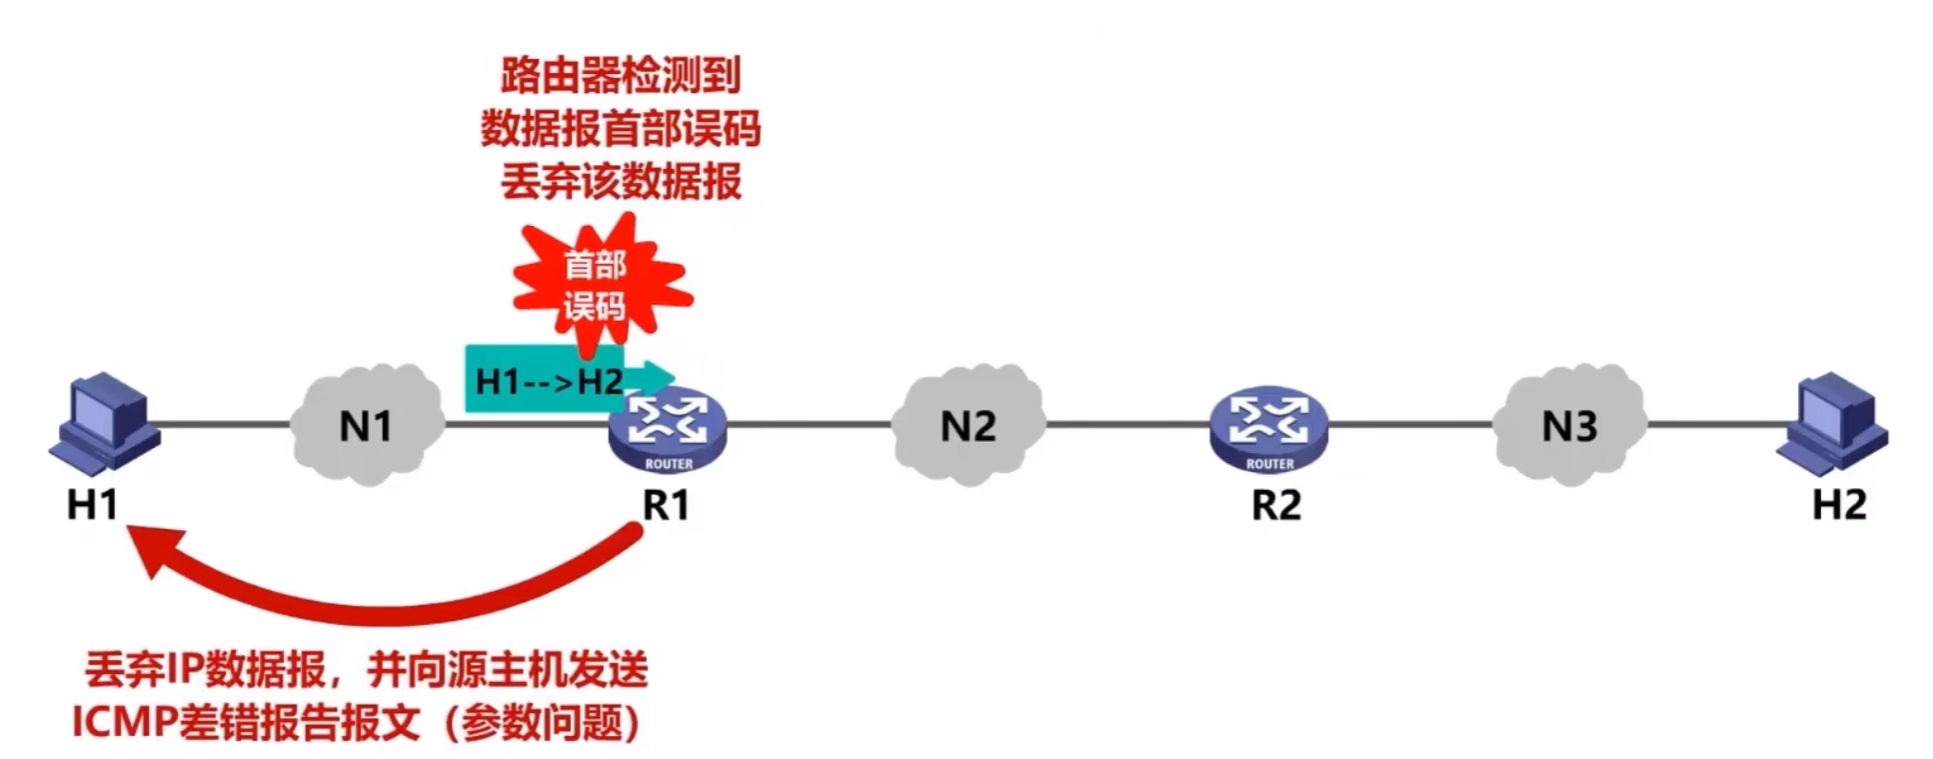 路由器检测到
数据报首部误码
丢弃该数据报
首部
误码
H1-->H2
N1
N2
N3
ROUTER
ROUTER
H1
R1
R2
H2
丢弃IP数据报，并向源主机发送
ICMP差错报告报文（参数问题）